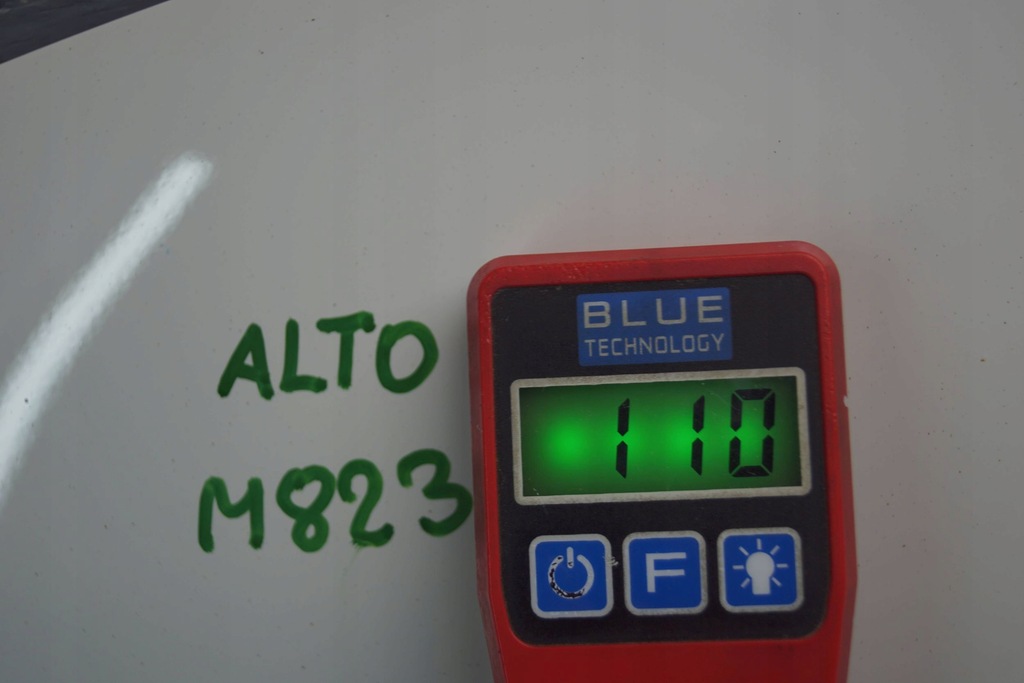 ALTO
M823
BLUE
TECHNOLOGY
110
F